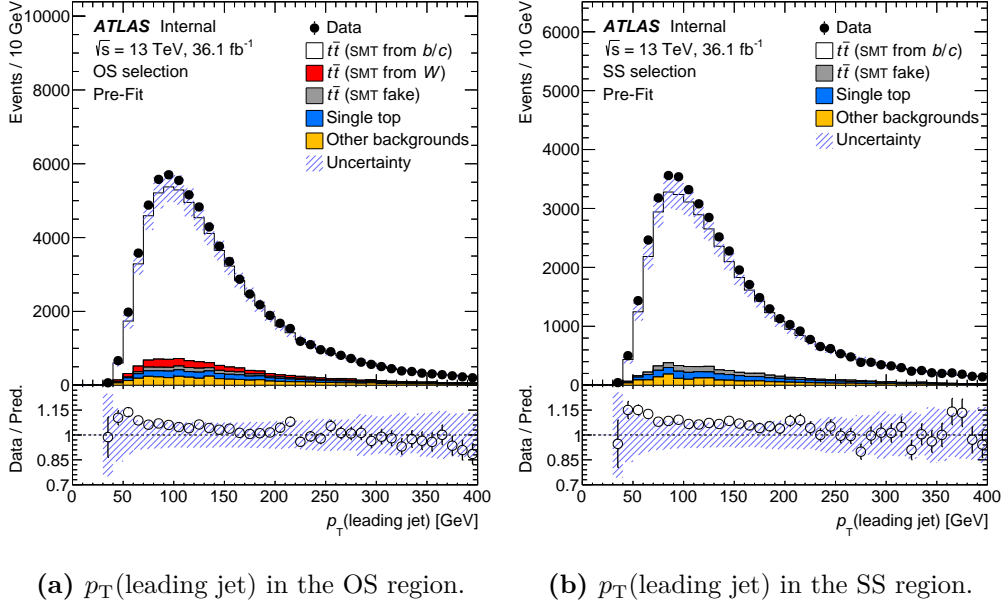 Events / 10 GeV
10000
8000
6000
4000
2000
0
ATLAS Internal
√s = 13 TeV, 36.1 fb⁻¹
OS selection
Pre-Fit
Data
tt̄ (SMT from b/c)
tt̄ (SMT from W)
tt̄ (SMT fake)
Single top
Other backgrounds
Uncertainty
Data / Pred.
1.15
1
0.85
0.7
0 50 100 150 200 250 300 350 400
p_T(leading jet) [GeV]
(a) p_T(leading jet) in the OS region.
Events / 10 GeV
6000
5000
4000
3000
2000
1000
0
ATLAS Internal
√s = 13 TeV, 36.1 fb⁻¹
SS selection
Pre-Fit
Data
tt̄ (SMT from b/c)
tt̄ (SMT fake)
Single top
Other backgrounds
Uncertainty
Data / Pred.
1.15
1
0.85
0.7
0 50 100 150 200 250 300 350 400
p_T(leading jet) [GeV]
(b) p_T(leading jet) in the SS region.